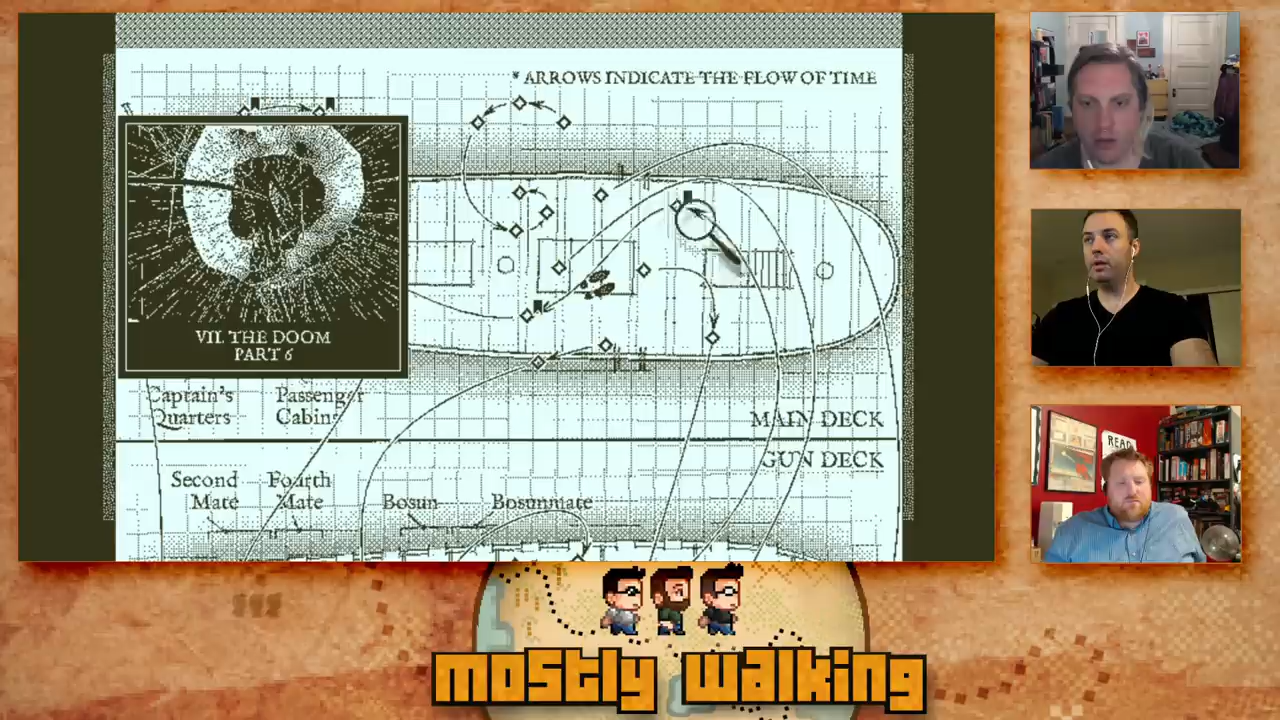 * ARROWS INDICATE THE FLOW OF TIME
VII. THE DOOM
PART 6
Captain's
Quarters
Passenger
Cabins
MAIN DECK
GUN DECK
Second
Mate
Fourth
Mate
Bosun
Bosunmate
READ
mostly walking